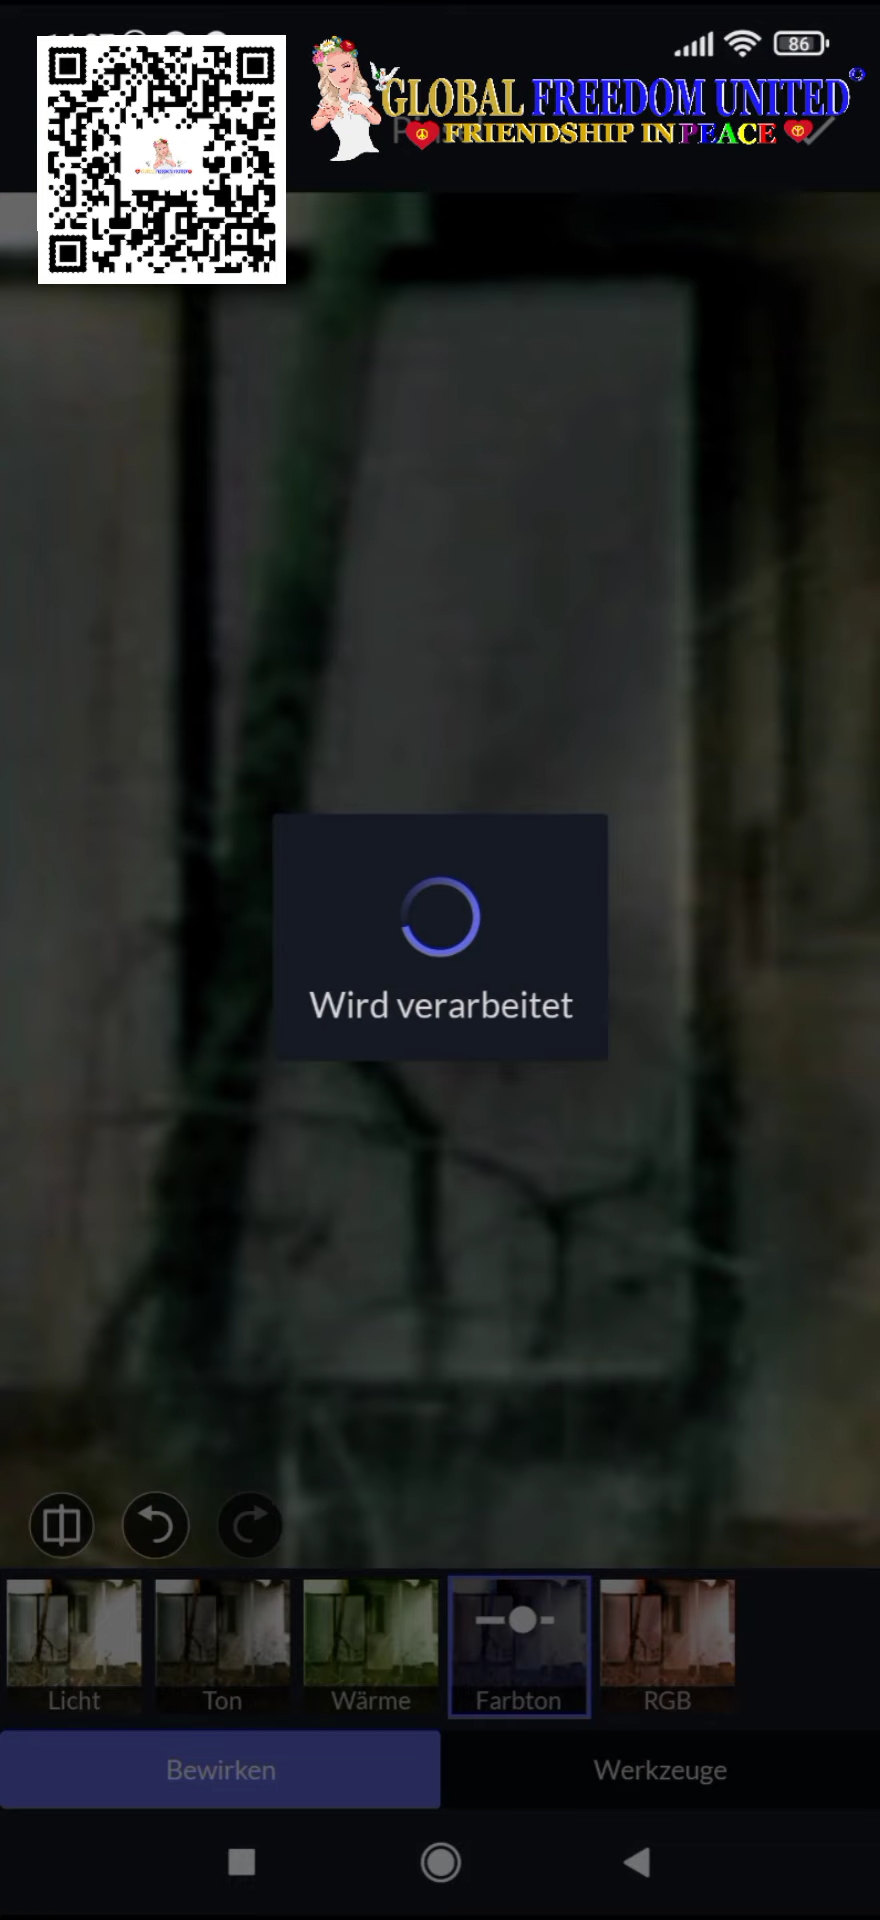 86
GLOBAL FREEDOM UNITED
FRIENDSHIP IN PEACE
Wird verarbeitet
Licht
Ton
Wärme
Farbton
RGB
Bewirken
Werkzeuge